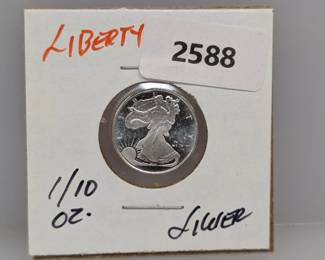 LIBERTY
2588
1/10
OZ.
SILVER